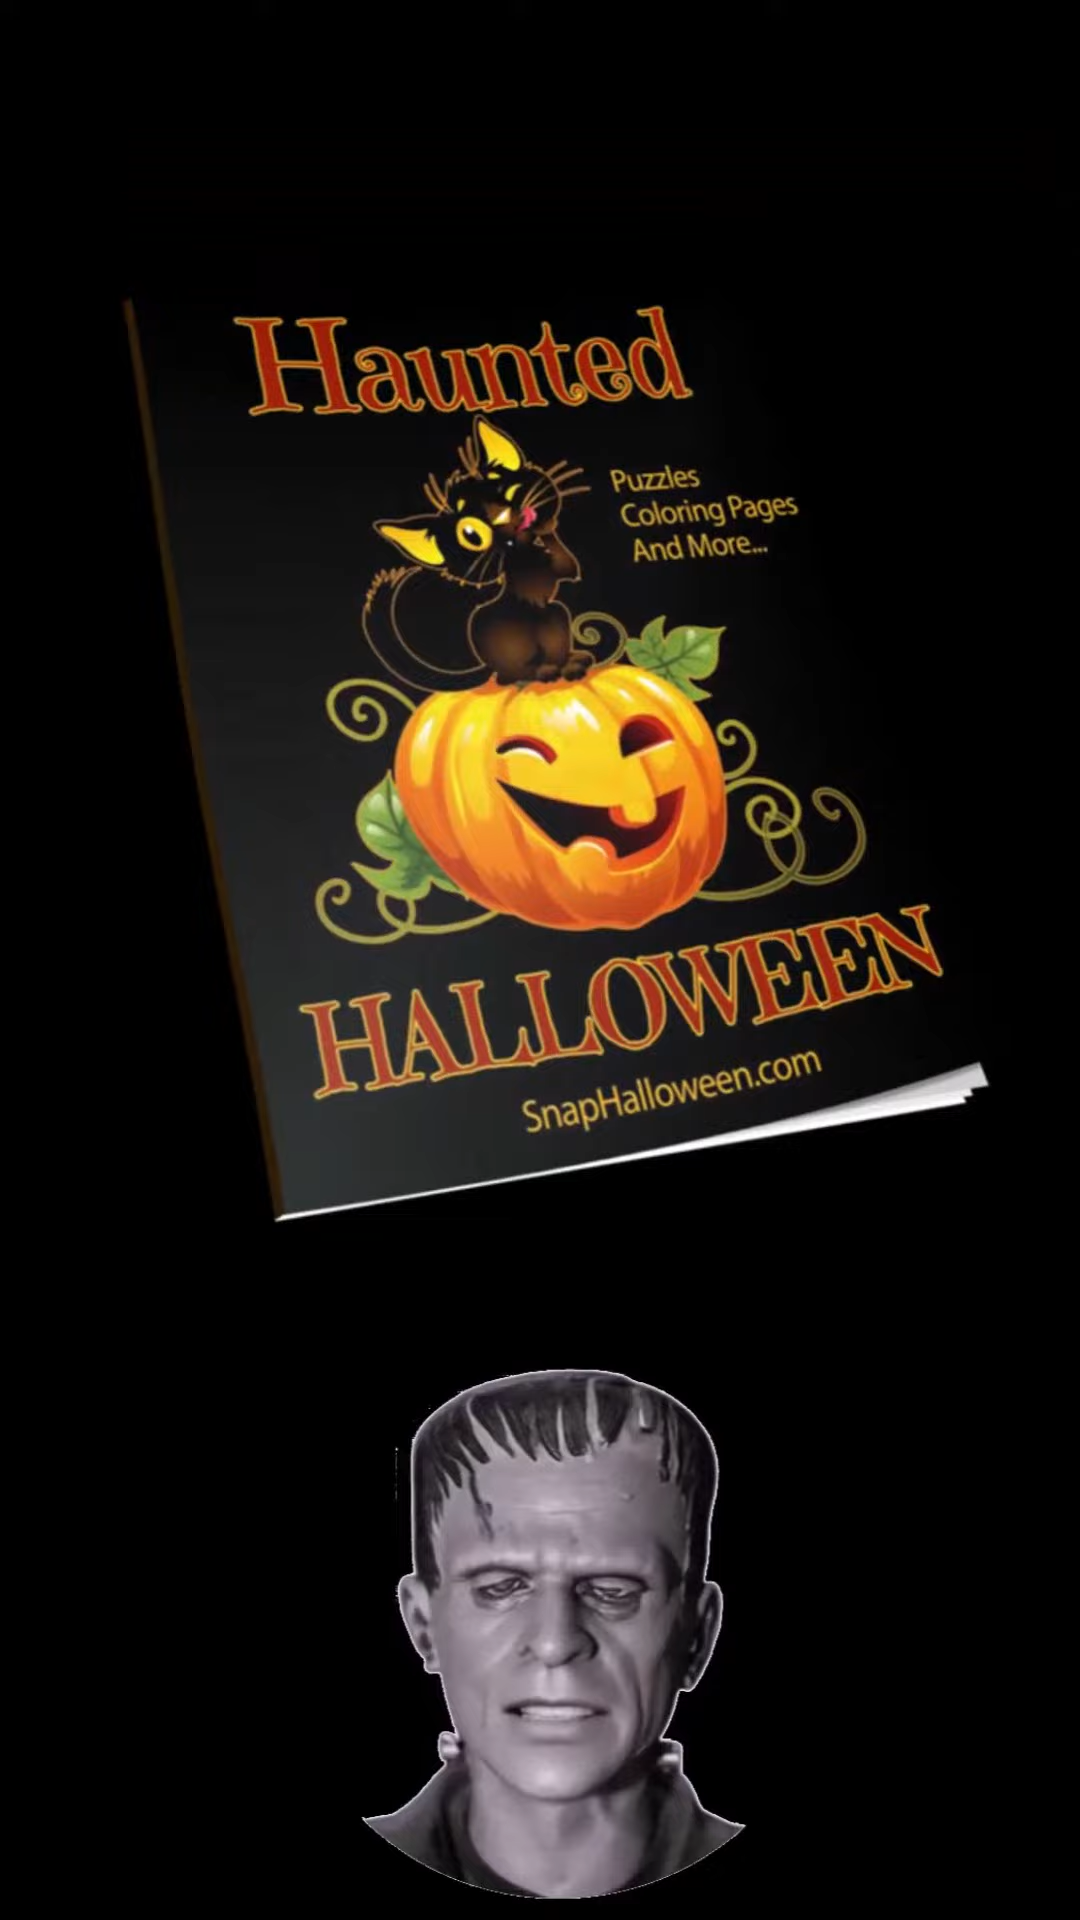 Haunted
Puzzles
Coloring Pages
And More...
HALLOWEEN
SnapHalloween.com